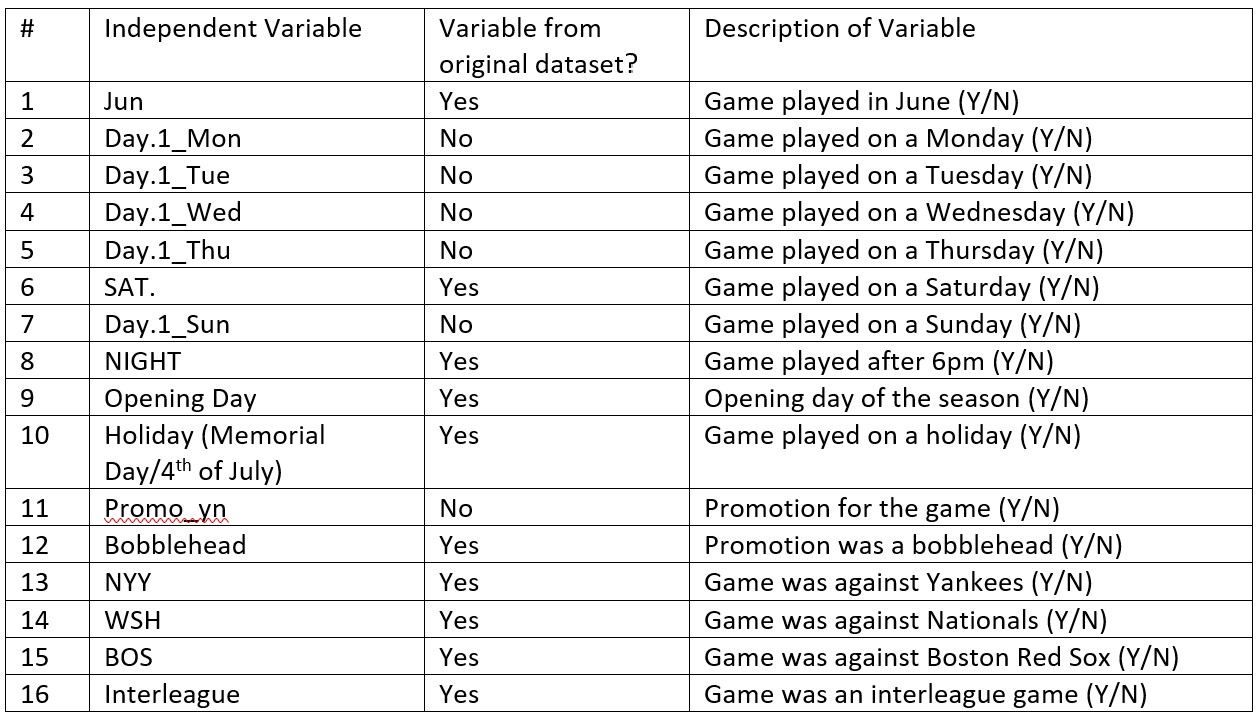 # Independent Variable Variable from Description of Variable
original dataset?
1 Jun Yes Game played in June (Y/N)
2 Day.1_Mon No Game played on a Monday (Y/N)
3 Day.1_Tue No Game played on a Tuesday (Y/N)
4 Day.1_Wed No Game played on a Wednesday (Y/N)
5 Day.1_Thu No Game played on a Thursday (Y/N)
6 SAT. Yes Game played on a Saturday (Y/N)
7 Day.1_Sun No Game played on a Sunday (Y/N)
8 NIGHT Yes Game played after 6pm (Y/N)
9 Opening Day Yes Opening day of the season (Y/N)
10 Holiday (Memorial Yes Game played on a holiday (Y/N)
Day/4th of July)
11 Promo_yn No Promotion for the game (Y/N)
12 Bobblehead Yes Promotion was a bobblehead (Y/N)
13 NYY Yes Game was against Yankees (Y/N)
14 WSH Yes Game was against Nationals (Y/N)
15 BOS Yes Game was against Boston Red Sox (Y/N)
16 Interleague Yes Game was an interleague game (Y/N)